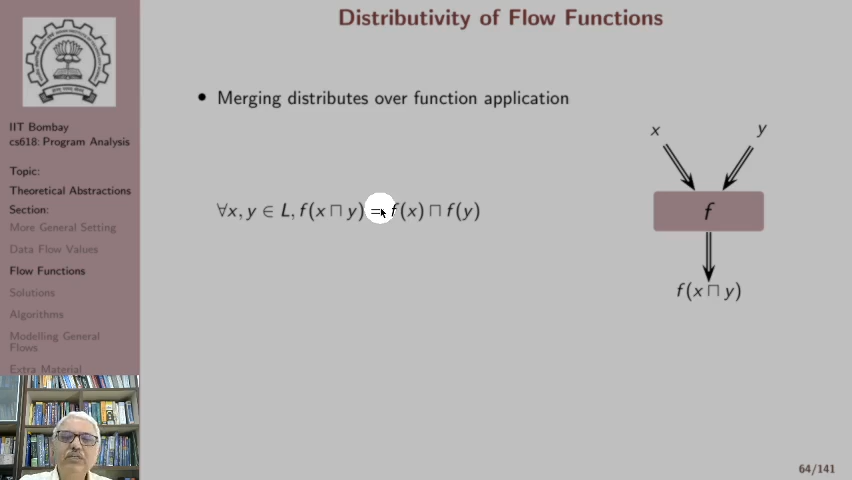 Distributivity of Flow Functions
IIT Bombay
cs618: Program Analysis
Topic:
Theoretical Abstractions
Section:
More General Setting
Data Flow Values
Flow Functions
Solutions
Algorithms
Modelling General
Flows
Extra Material
• Merging distributes over function application
∀x, y ∈ L, f(x ⊓ y) = f(x) ⊓ f(y)
x y
f
f(x ⊓ y)
64/141